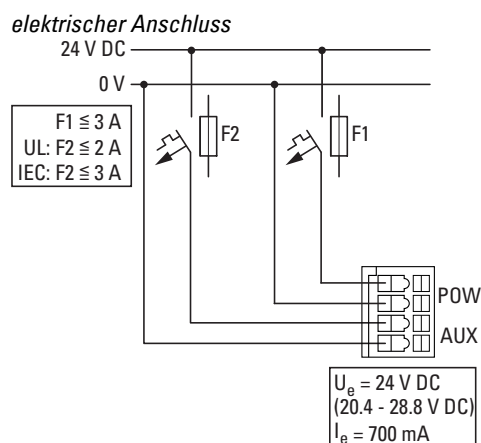 elektrischer Anschluss
24 V DC
0 V
F1 ≦ 3 A
UL: F2 ≦ 2 A
IEC: F2 ≦ 3 A
F2
F1
POW
AUX
Ue = 24 V DC
(20.4 - 28.8 V DC)
Ie = 700 mA